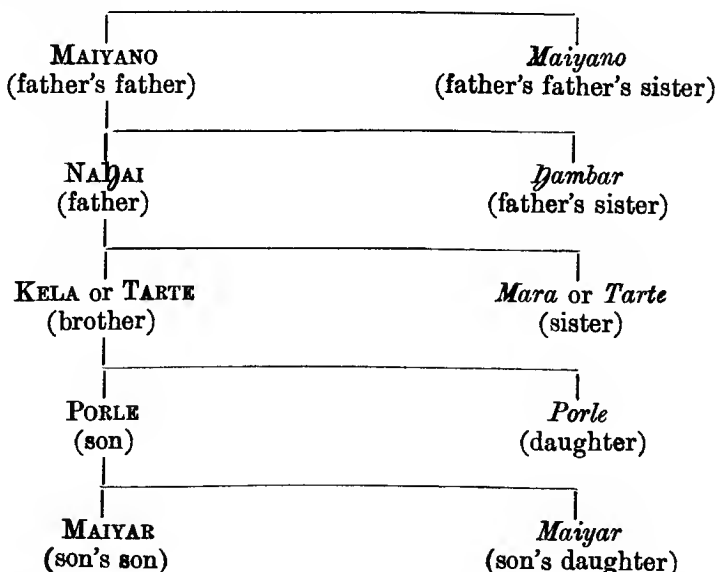 MAIYANO Maiyano
(father's father) (father's father's sister)
NAŊAI Ŋambar
(father) (father's sister)
KELA or TARTE Mara or Tarte
(brother) (sister)
PORLE Porle
(son) (daughter)
MAIYAR Maiyar
(son's son) (son's daughter)